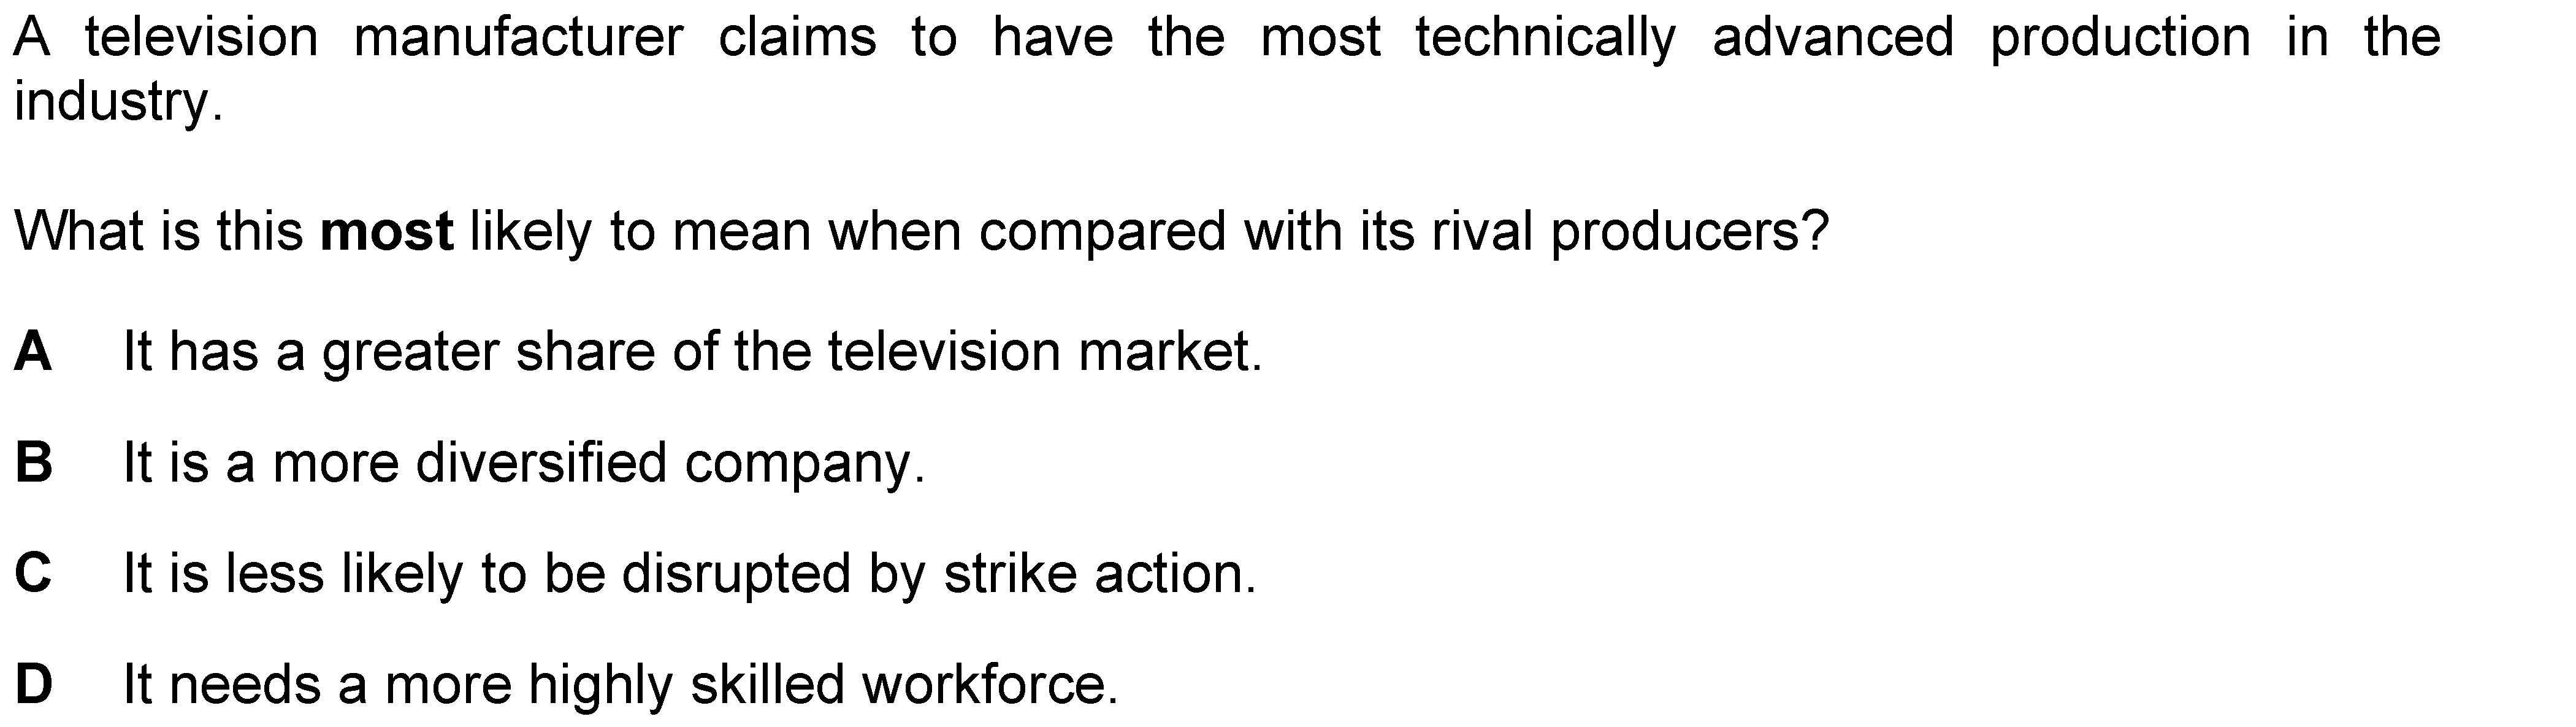 A television manufacturer claims to have the most technically advanced production in the
industry.
What is this most likely to mean when compared with its rival producers?
A It has a greater share of the television market.
B It is a more diversified company.
C It is less likely to be disrupted by strike action.
D It needs a more highly skilled workforce.